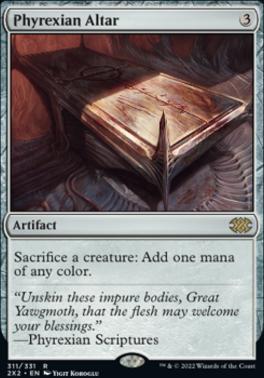 Phyrexian Altar 3
Artifact
Sacrifice a creature: Add one mana
of any color.
“Unskin these impure bodies, Great
Yawgmoth, that the flesh may welcome
your blessings.”
—Phyrexian Scriptures
311/331 R
2X2 • EN YIGIT KOROGLU
™ & © 2022 Wizards of the Coast